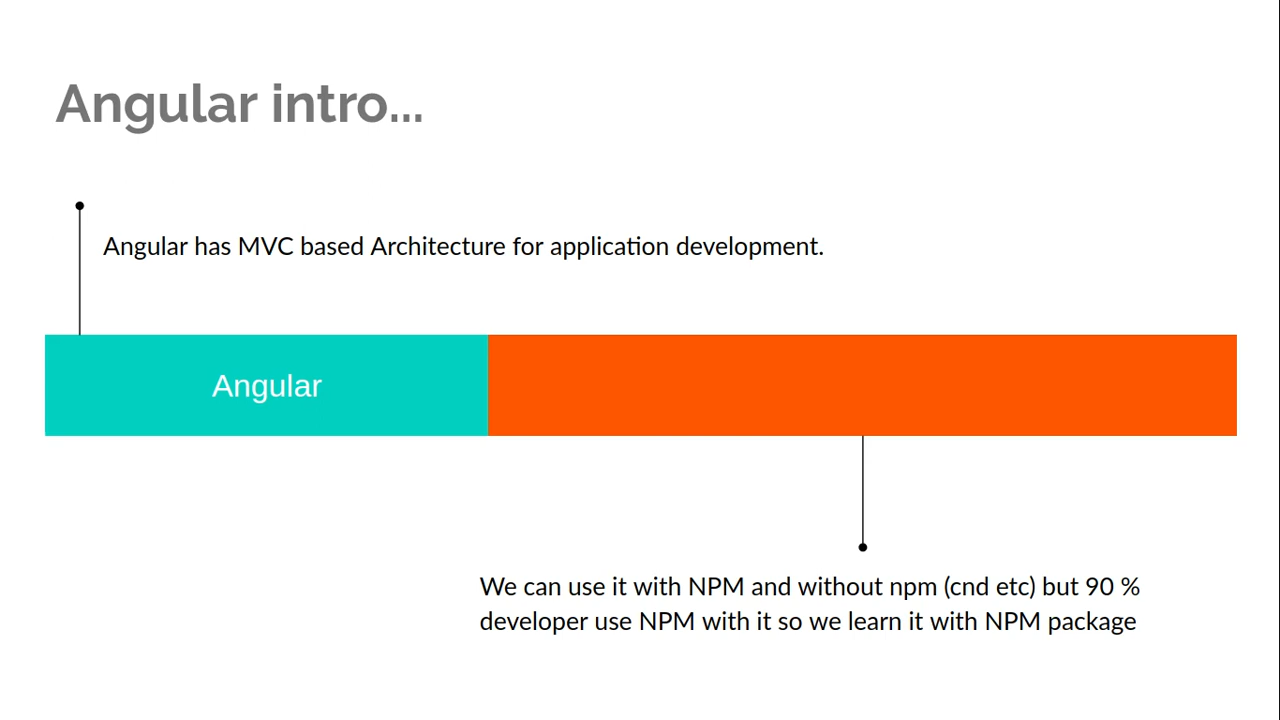 Angular intro...
Angular has MVC based Architecture for application development.
Angular
We can use it with NPM and without npm (cnd etc) but 90 %
developer use NPM with it so we learn it with NPM package